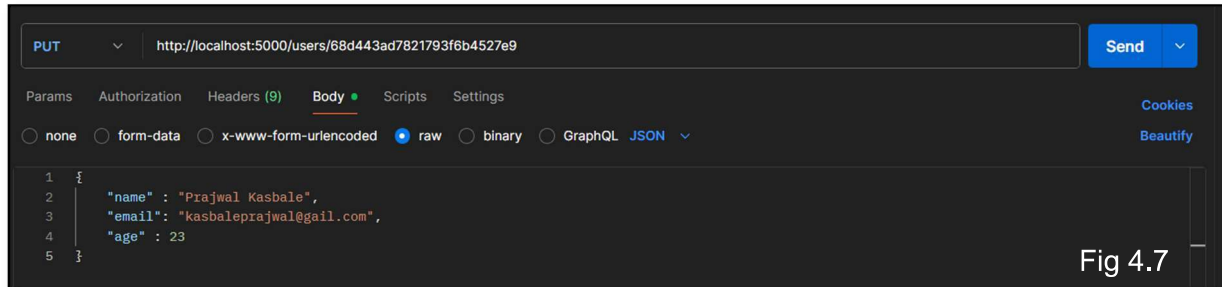 PUT http://localhost:5000/users/68d443ad7821793f6b4527e9 Send
Params Authorization Headers (9) Body Scripts Settings Cookies
none form-data x-www-form-urlencoded raw binary GraphQL JSON Beautify
1 {
2 "name" : "Prajwal Kasbale",
3 "email": "kasbaleprajwal@gail.com",
4 "age" : 23
5 }
Fig 4.7